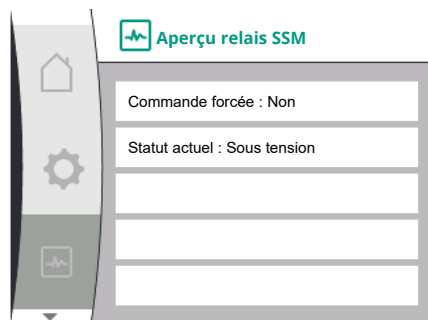 Aperçu relais SSM
Commande forcée : Non
Statut actuel : Sous tension